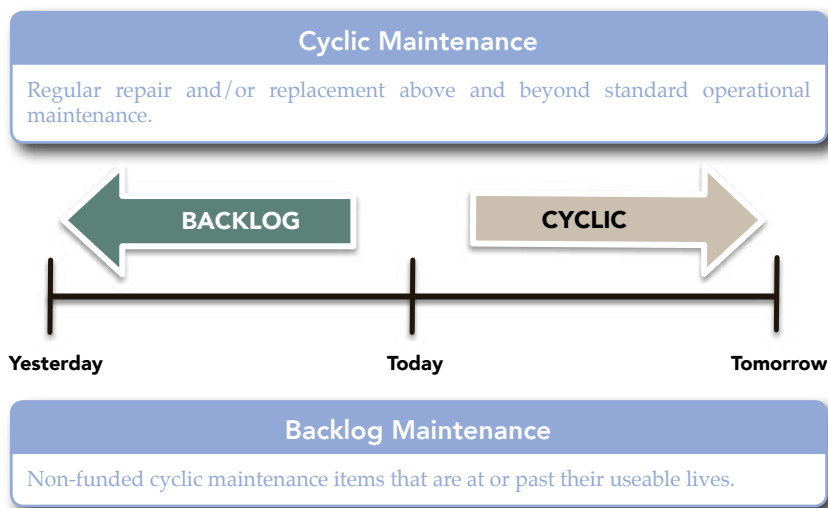 Cyclic Maintenance
Regular repair and/or replacement above and beyond standard operational
maintenance.
BACKLOG
CYCLIC
Yesterday
Today
Tomorrow
Backlog Maintenance
Non-funded cyclic maintenance items that are at or past their useable lives.